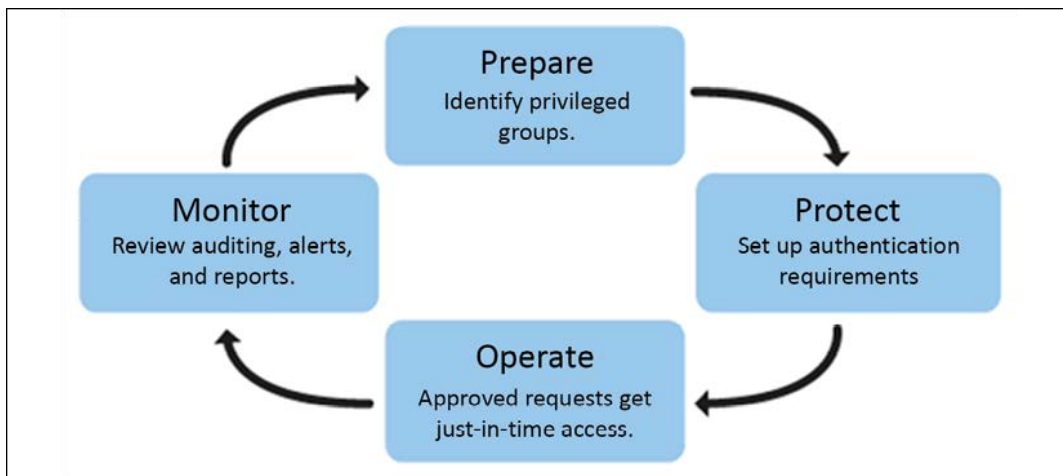 Prepare
Identify privileged
groups.
Protect
Set up authentication
requirements
Operate
Approved requests get
just-in-time access.
Monitor
Review auditing, alerts,
and reports.